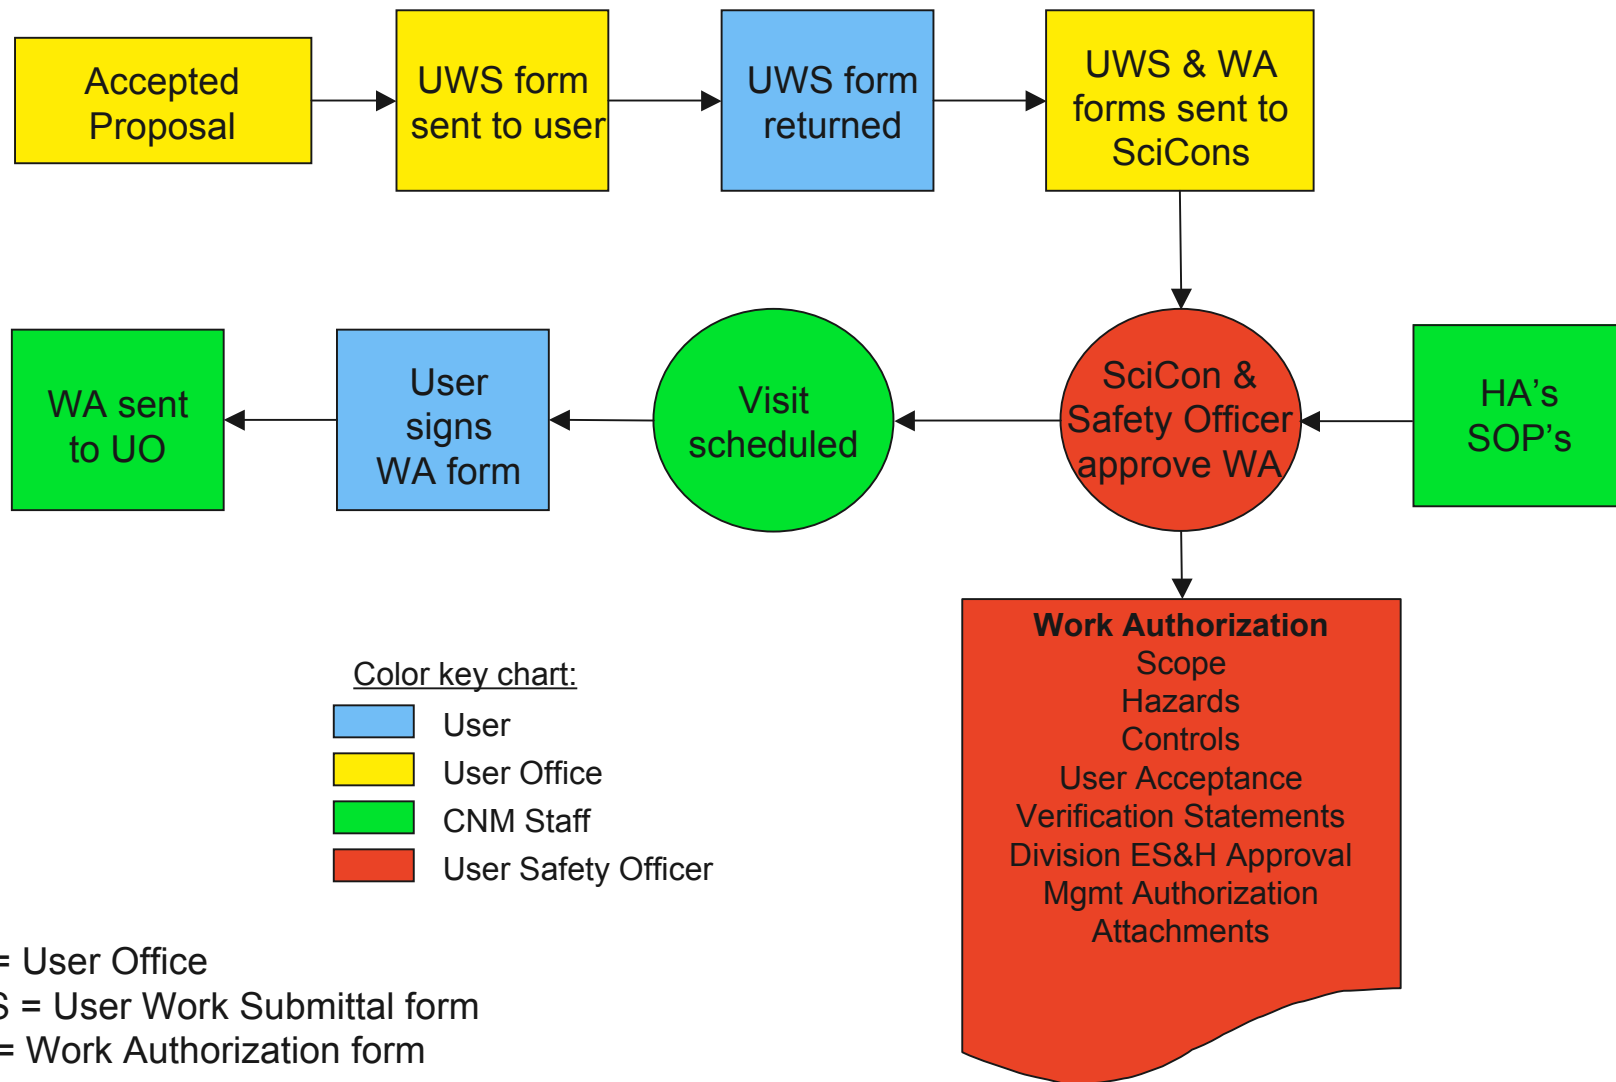 Accepted
Proposal
UWS form
sent to user
UWS form
returned
UWS & WA
forms sent to
SciCons
WA sent
to UO
User
signs
WA form
Visit
scheduled
SciCon &
Safety Officer
approve WA
HA's
SOP's
Work Authorization
Scope
Hazards
Controls
User Acceptance
Verification Statements
Division ES&H Approval
Mgmt Authorization
Attachments
Color key chart:
User
User Office
CNM Staff
User Safety Officer
= User Office
S = User Work Submittal form
= Work Authorization form